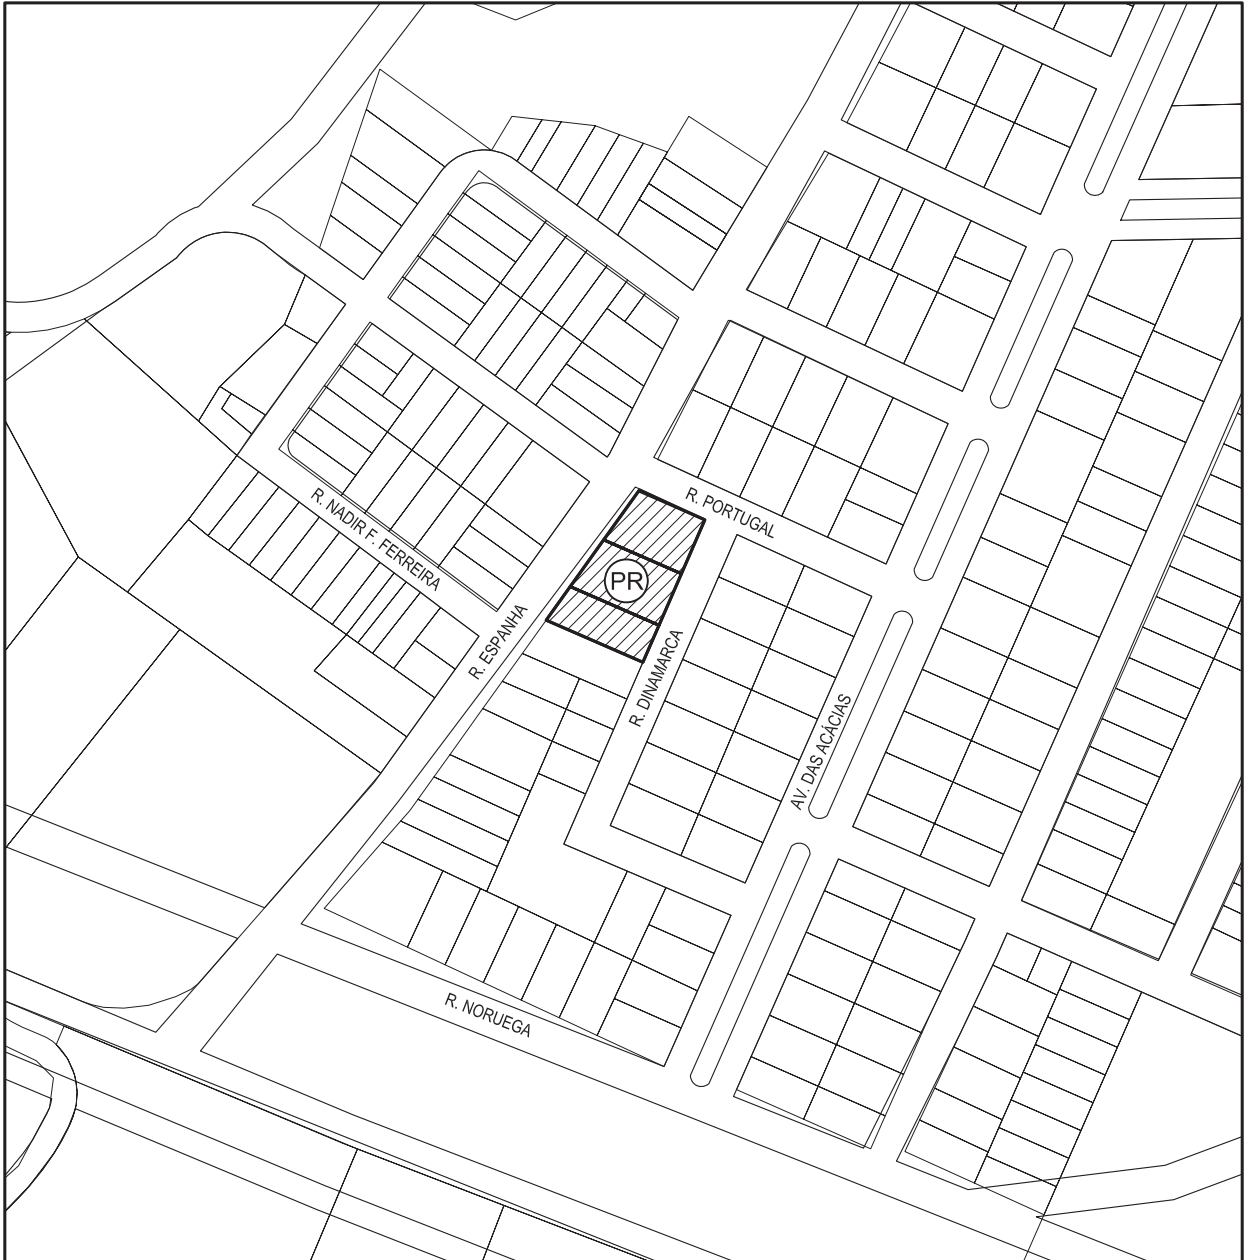 R. PORTUGAL
R. NADIR F. FERREIRA
PR
R. ESPANHA
R. DINAMARCA
AV. DAS ACÁCIAS
R. NORUEGA